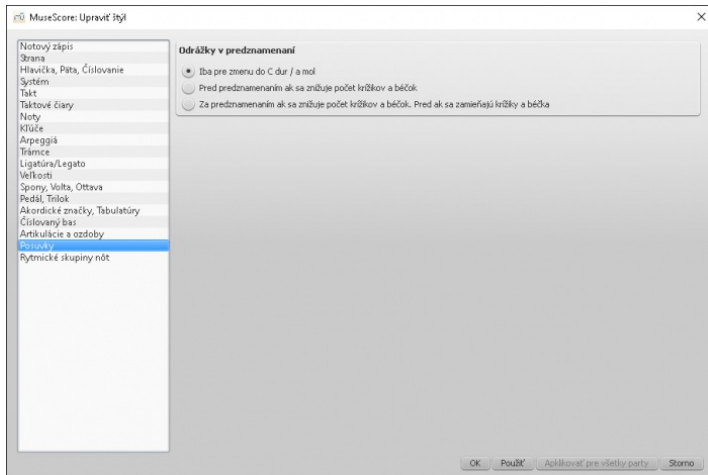 MuseScore: Upraviť štýl
Notový zápis
Strana
Hlavička, Päta, Číslovanie
Systém
Takt
Taktové čiary
Noty
Kľúče
Arpeggiá
Trámce
Ligatúra/Legato
Veľkosti
Spony, Volta, Ottava
Pedál, Trilok
Akordické značky, Tabulatúry
Číslovaný bas
Artikulácie a ozdoby
Posuvky
Rytmické skupiny nôt
Odrážky v predznamenaní
Iba pre zmenu do C dur / a mol
Pred predznamenaním ak sa znižuje počet krížikov a béčok
Za predznamenaním ak sa znižuje počet krížikov a béčok. Pred ak sa zamieňajú krížiky a béčka
OK Použiť Aplikovať pre všetky party Storno